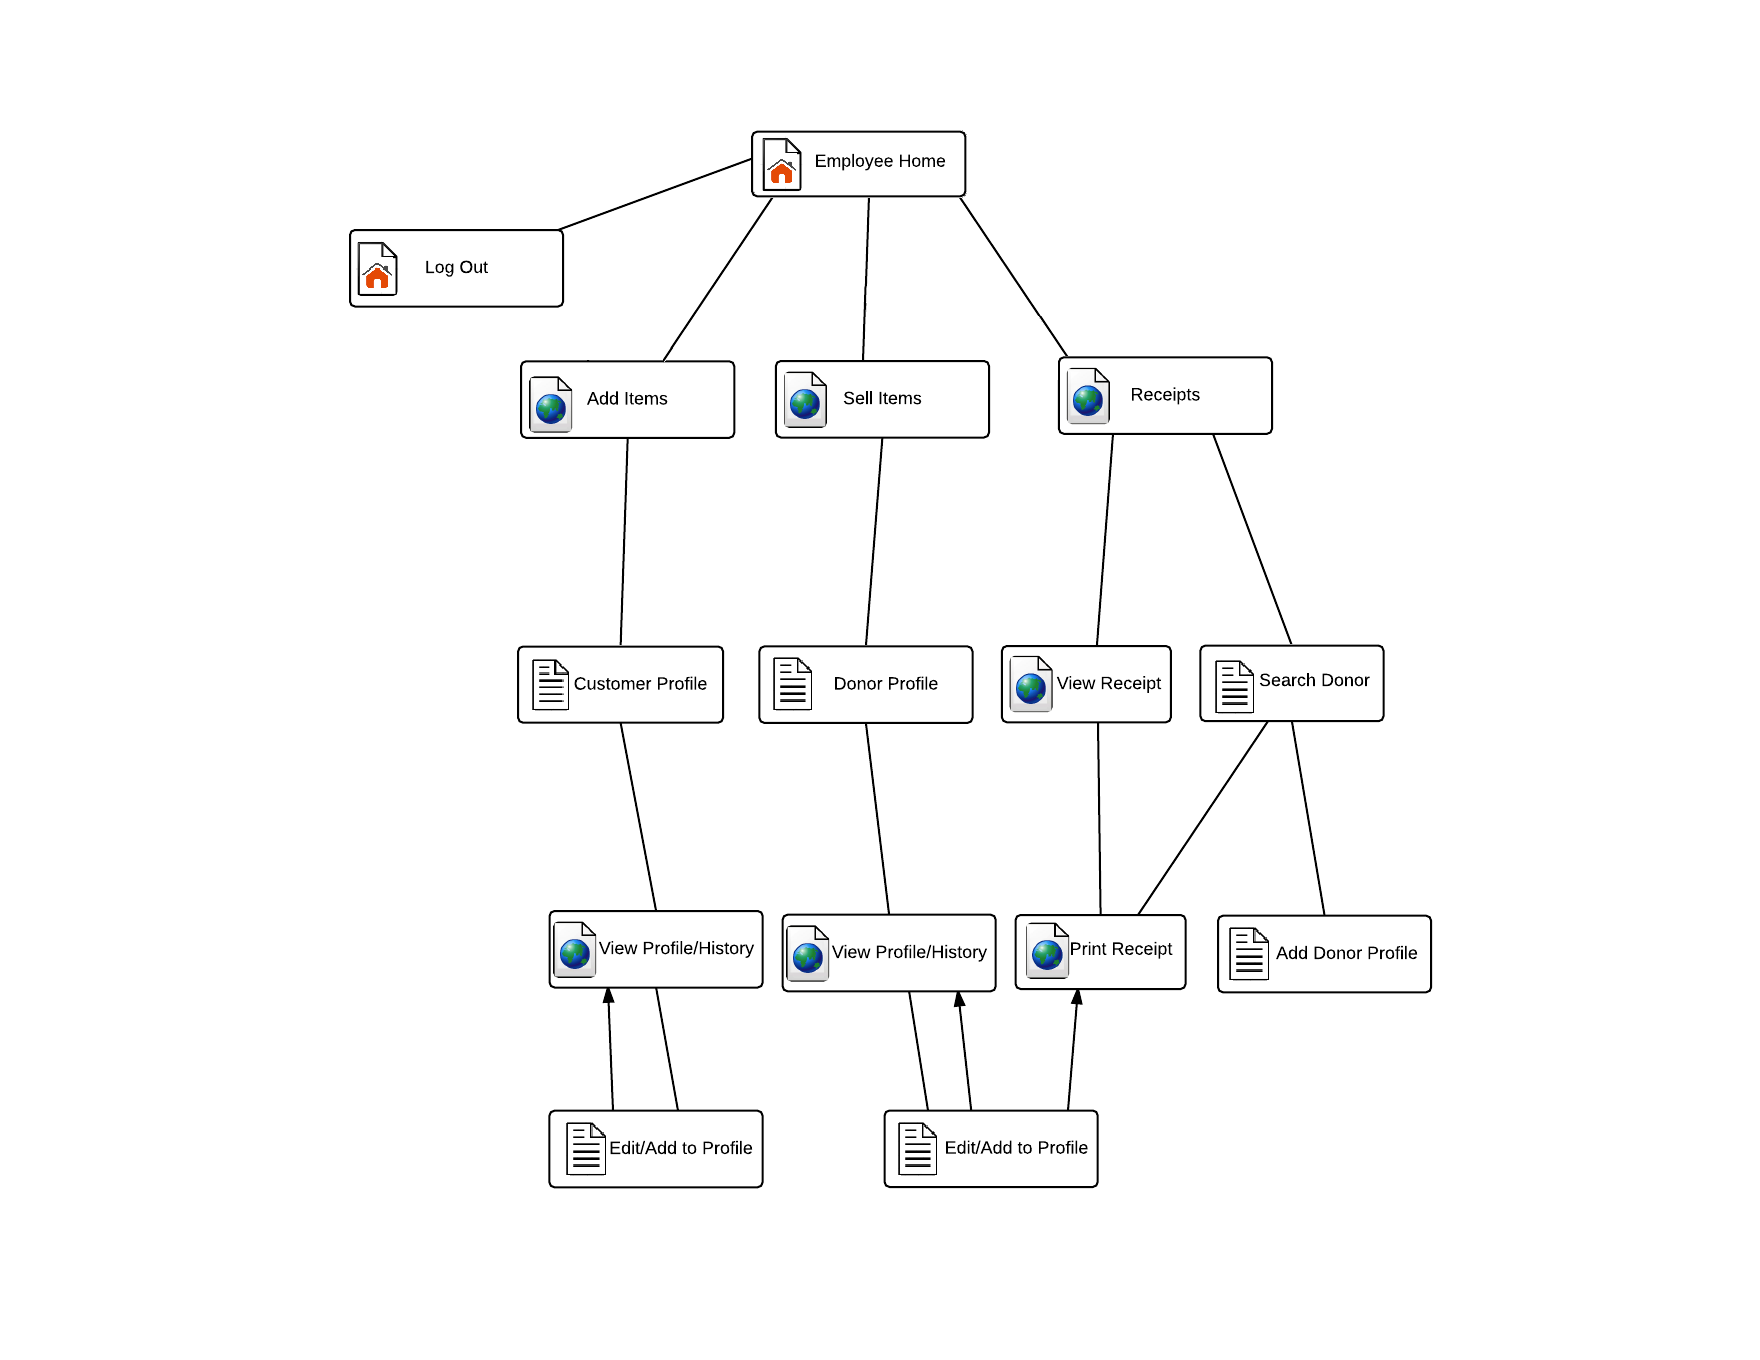 Employee Home
Log Out
Add Items
Sell Items
Receipts
Customer Profile
Donor Profile
View Receipt
Search Donor
View Profile/History
View Profile/History
Print Receipt
Add Donor Profile
Edit/Add to Profile
Edit/Add to Profile